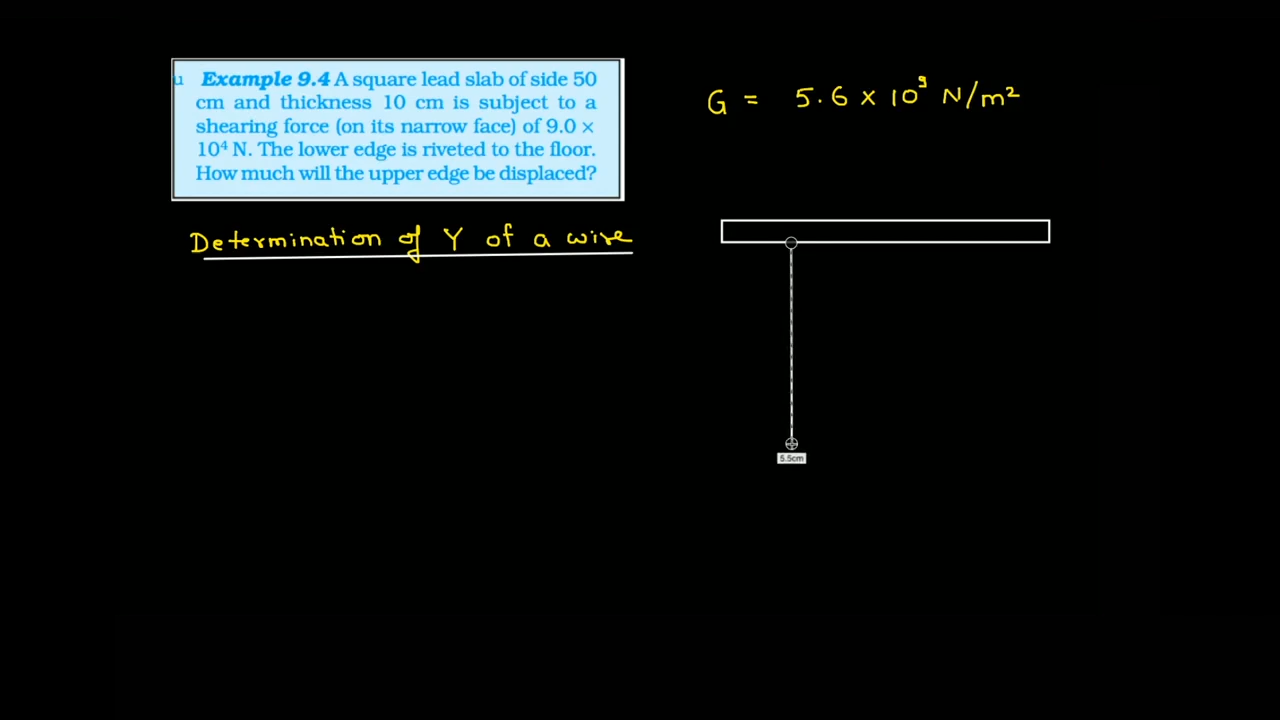 u Example 9.4 A square lead slab of side 50
cm and thickness 10 cm is subject to a
shearing force (on its narrow face) of 9.0 ×
10⁴ N. The lower edge is riveted to the floor.
How much will the upper edge be displaced?
G = 5.6 × 10⁹ N/m²
Determination of Y of a wire
5.5cm